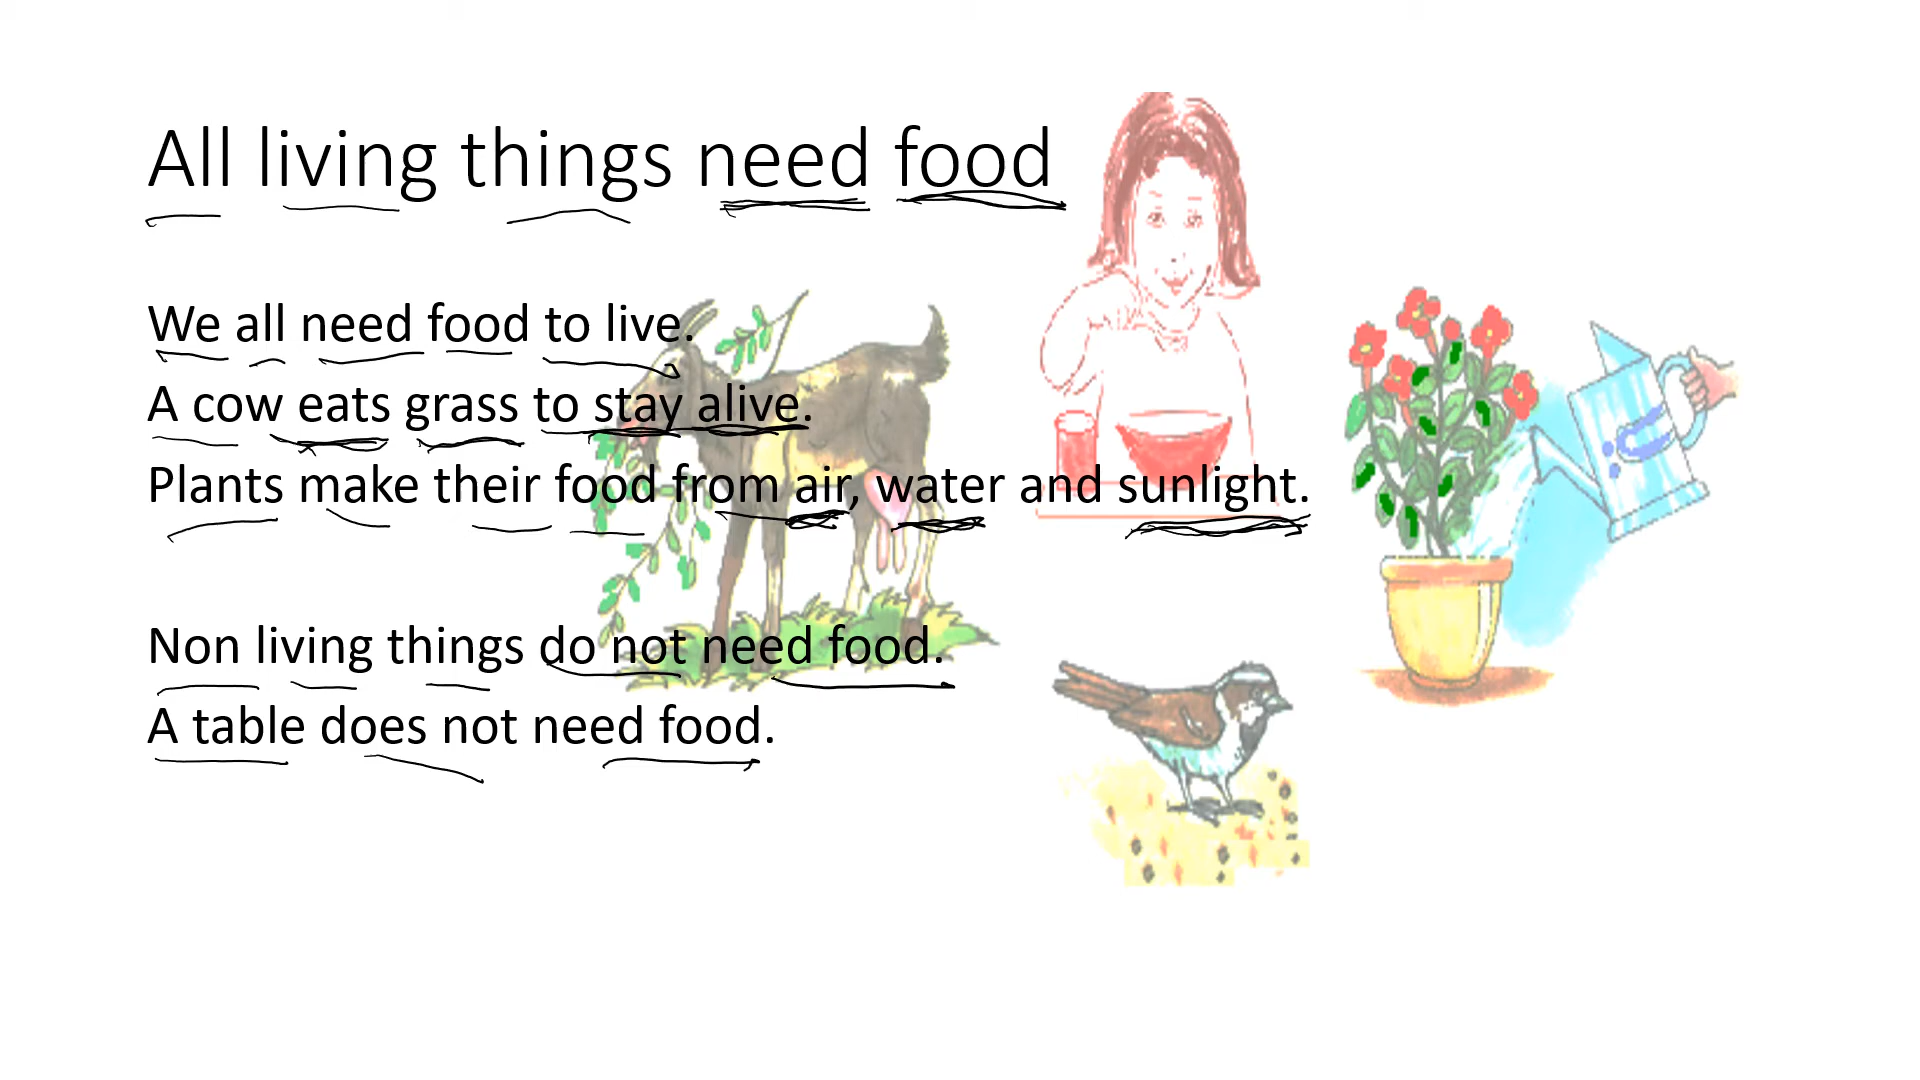 All living things need food
We all need food to live.
A cow eats grass to stay alive.
Plants make their food from air, water and sunlight.
Non living things do not need food.
A table does not need food.